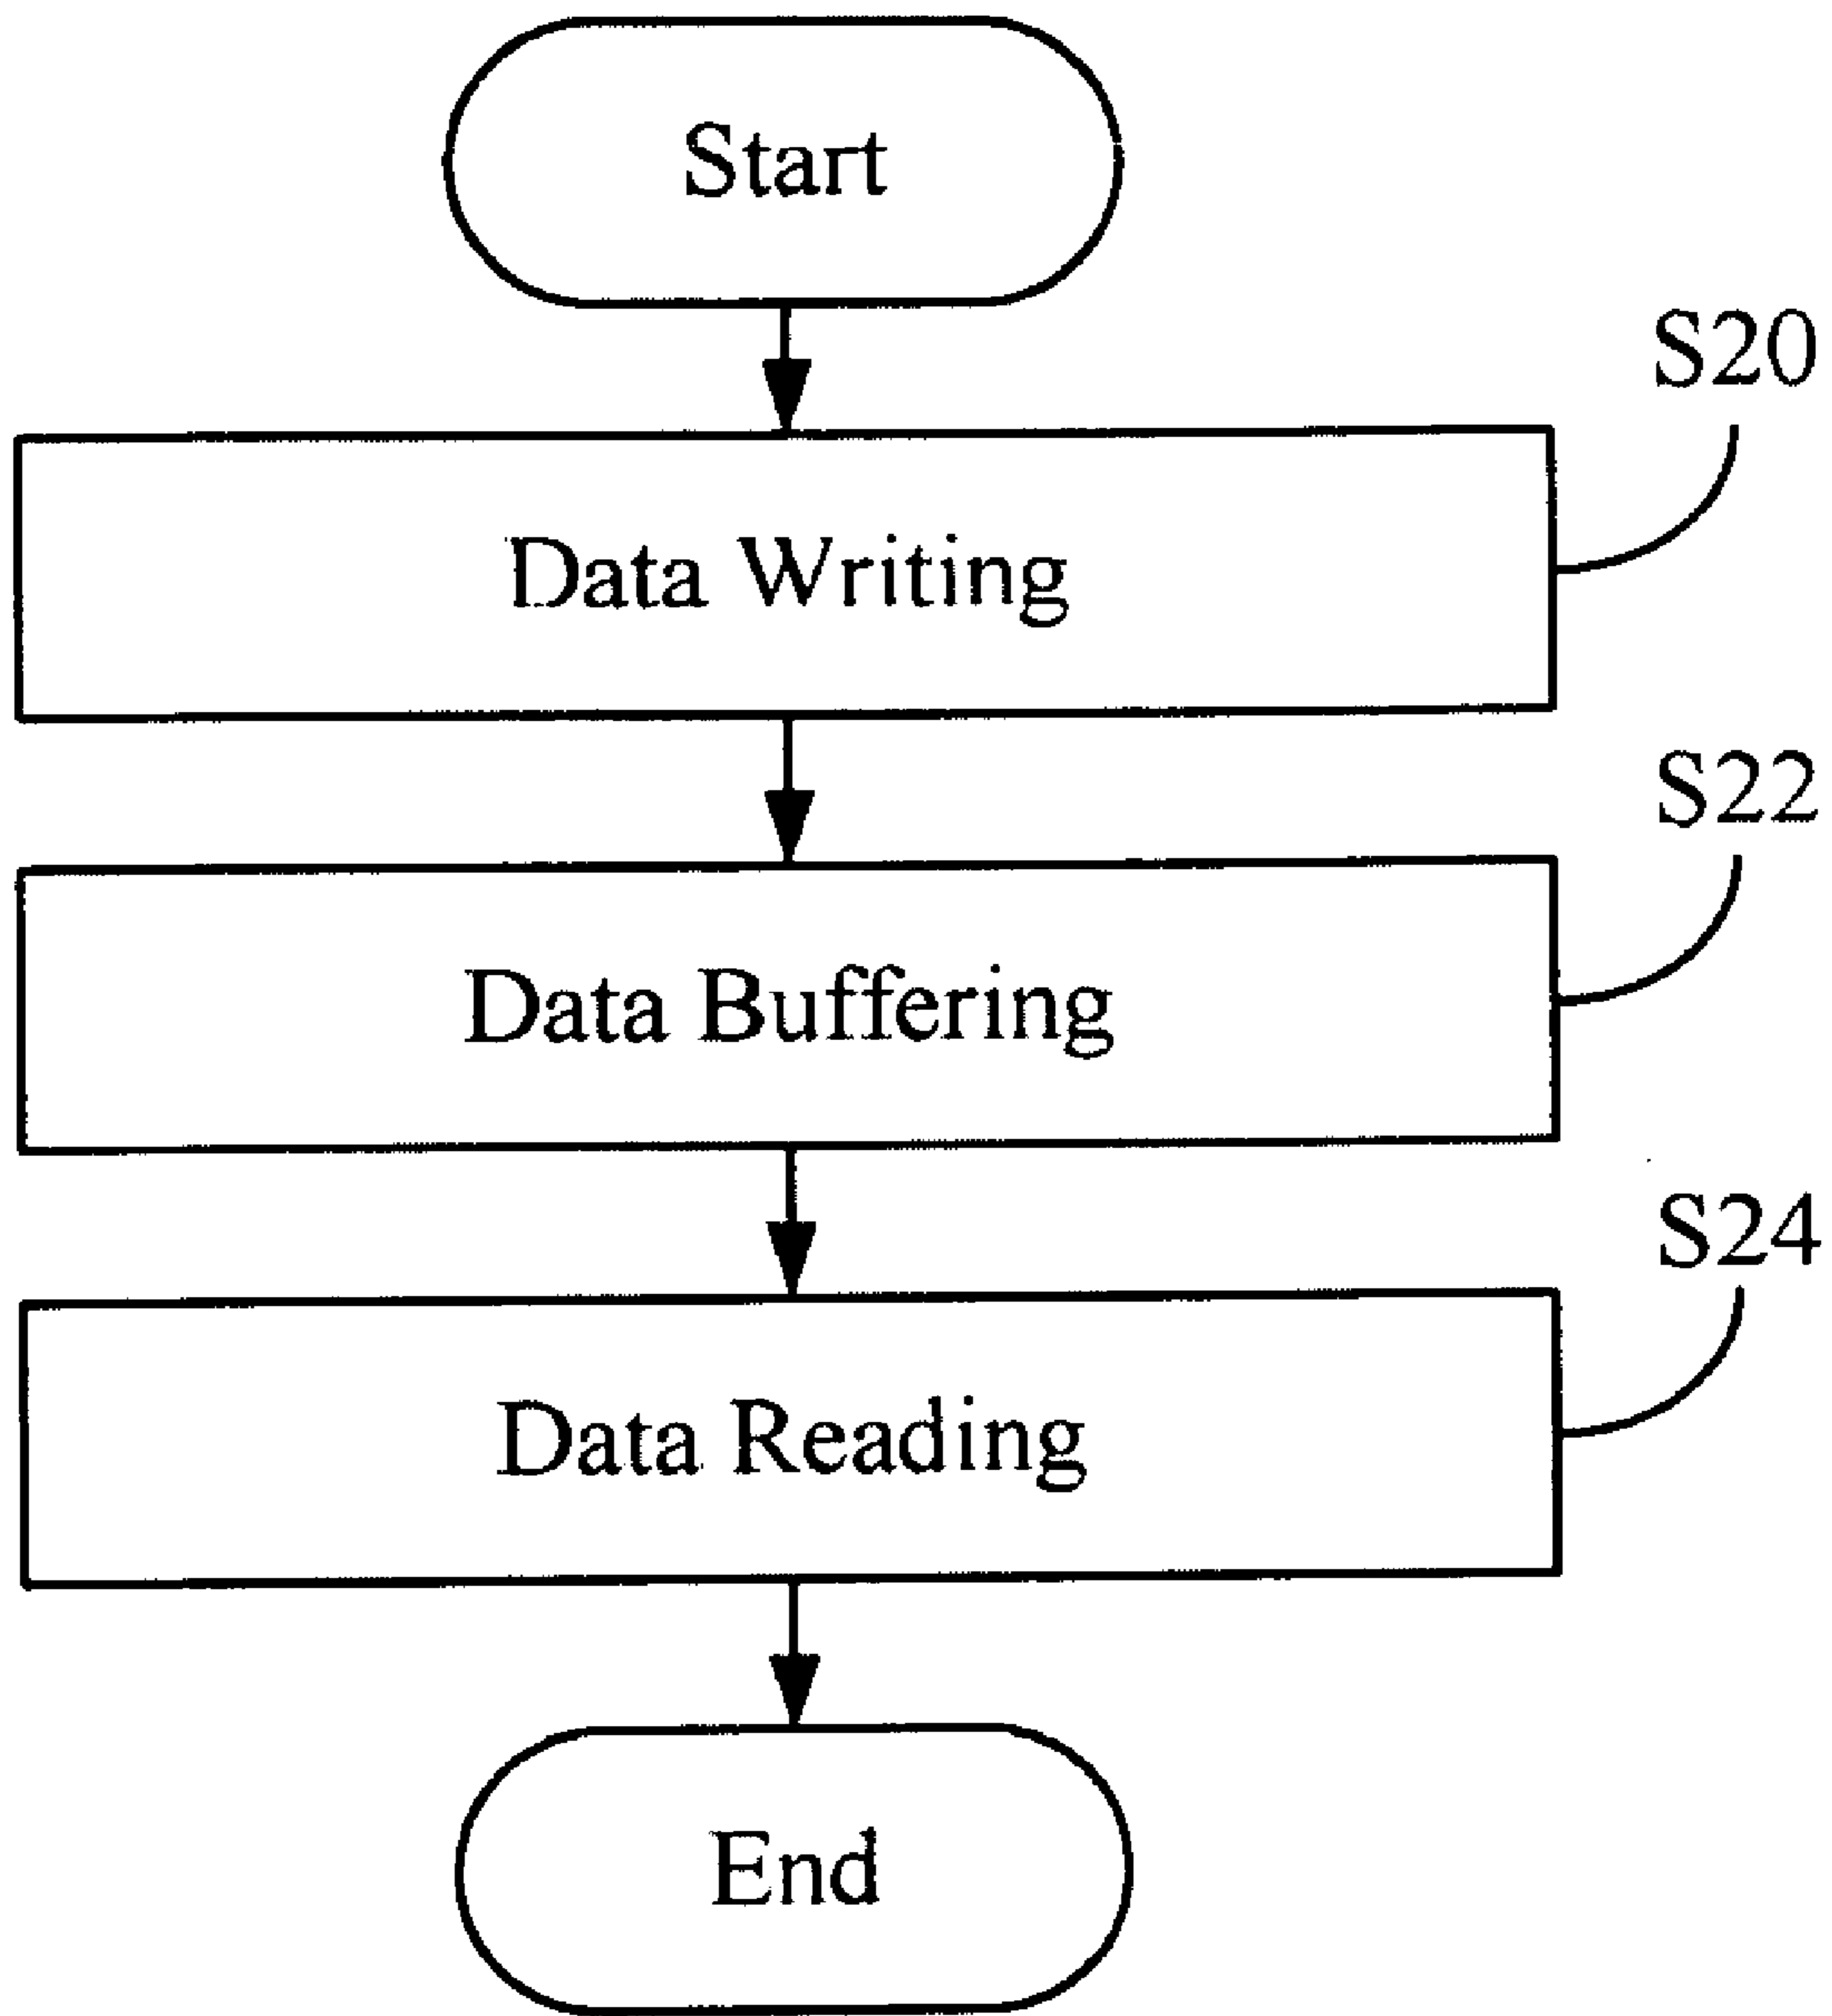 Start
S20
Data Writing
S22
Data Buffering
S24
Data Reading
End